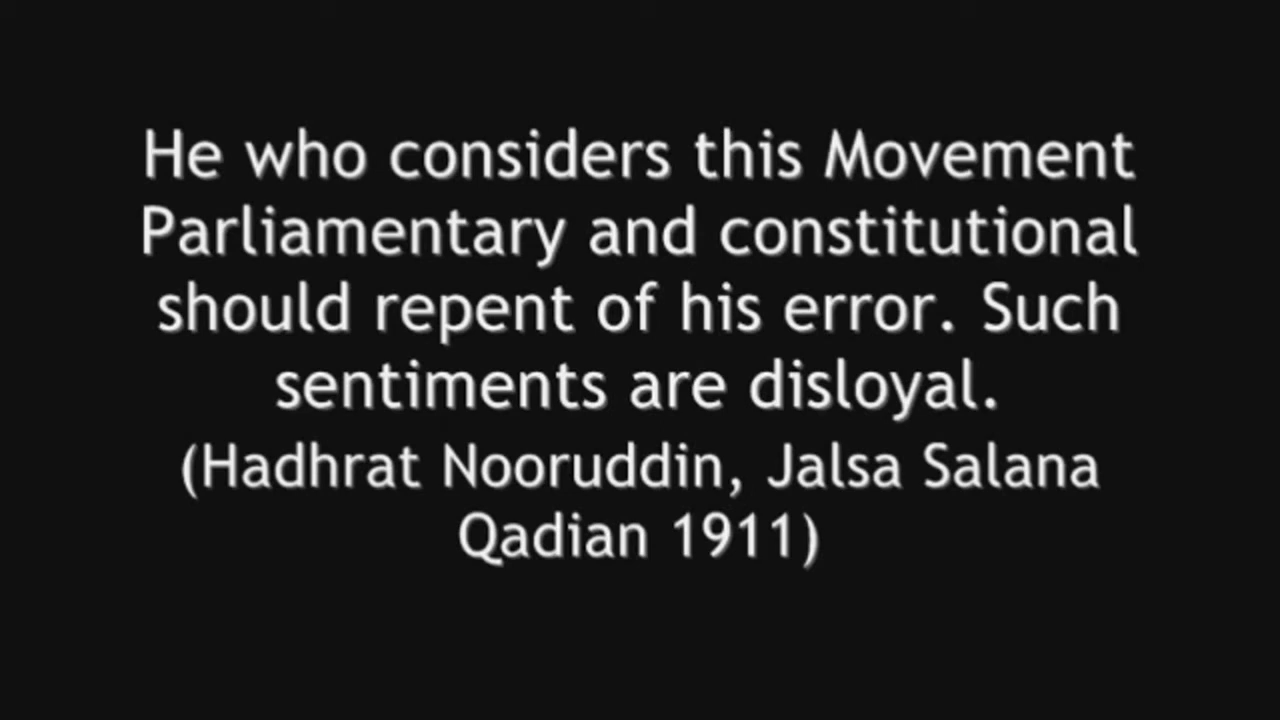 He who considers this Movement
Parliamentary and constitutional
should repent of his error. Such
sentiments are disloyal.
(Hadhrat Nooruddin, Jalsa Salana
Qadian 1911)